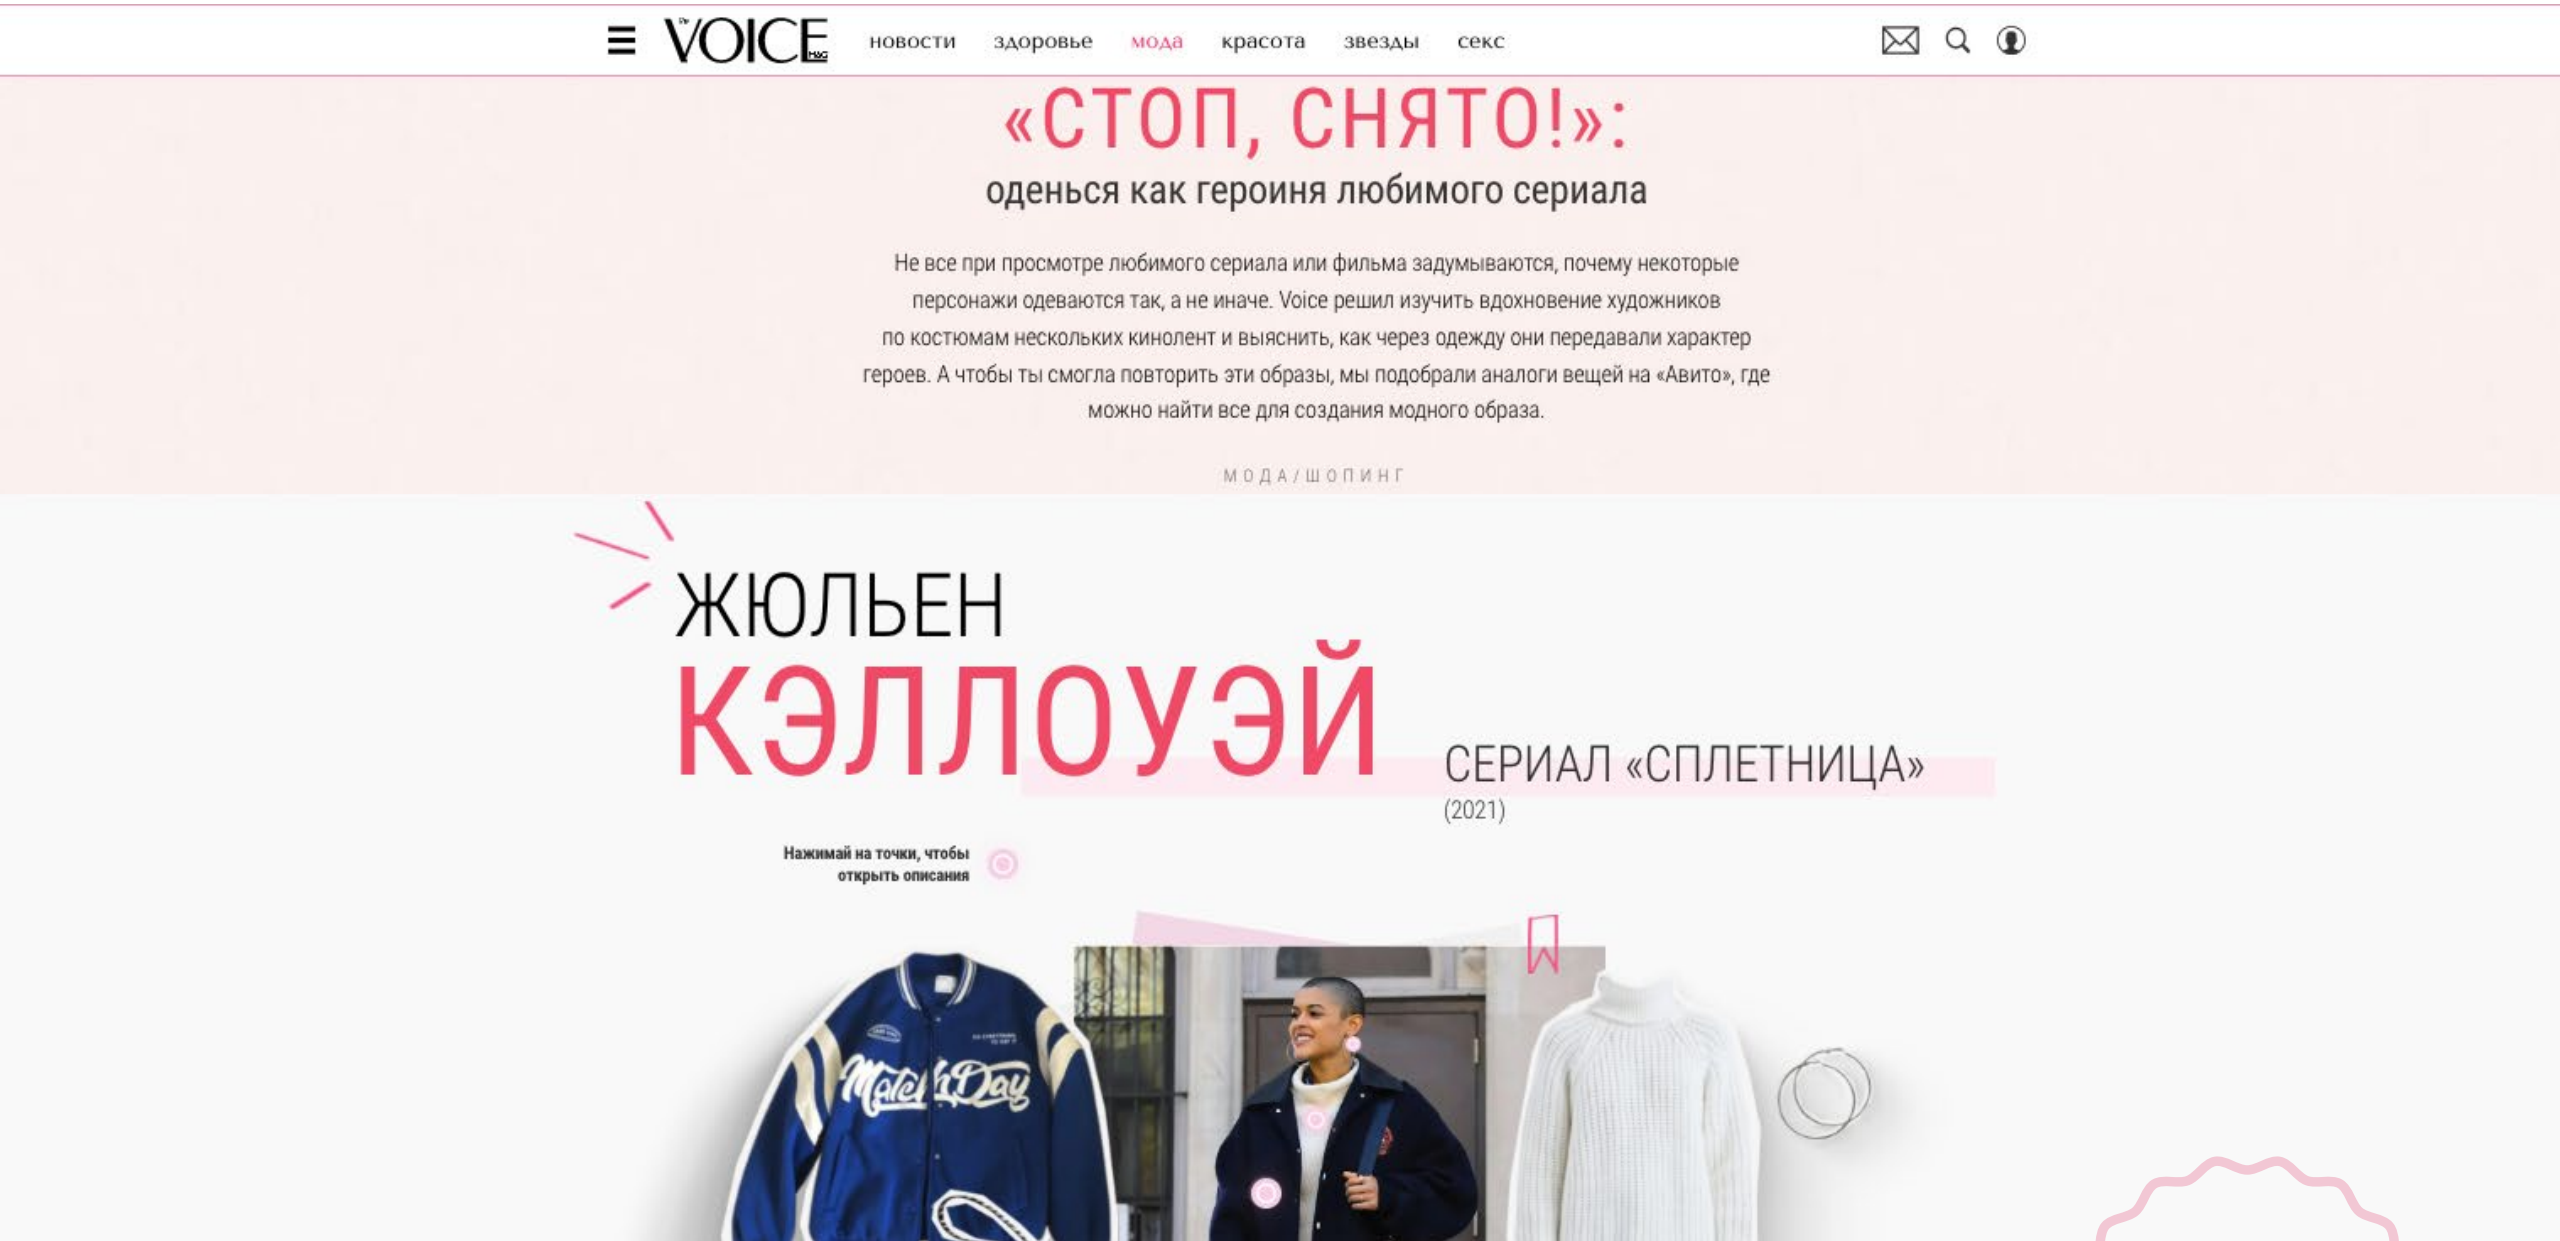 The VOICE MAG
новости здоровье мода красота звезды секс
«СТОП, СНЯТО!»:
оденься как героиня любимого сериала
Не все при просмотре любимого сериала или фильма задумываются, почему некоторые
персонажи одеваются так, а не иначе. Voice решил изучить вдохновение художников
по костюмам нескольких кинолент и выяснить, как через одежду они передавали характер
героев. А чтобы ты смогла повторить эти образы, мы подобрали аналоги вещей на «Авито», где
можно найти все для создания модного образа.
МОДА/ШОПИНГ
ЖЮЛЬЕН
КЭЛЛОУЭЙ
СЕРИАЛ «СПЛЕТНИЦА»
(2021)
Нажимай на точки, чтобы
открыть описания
Match Day